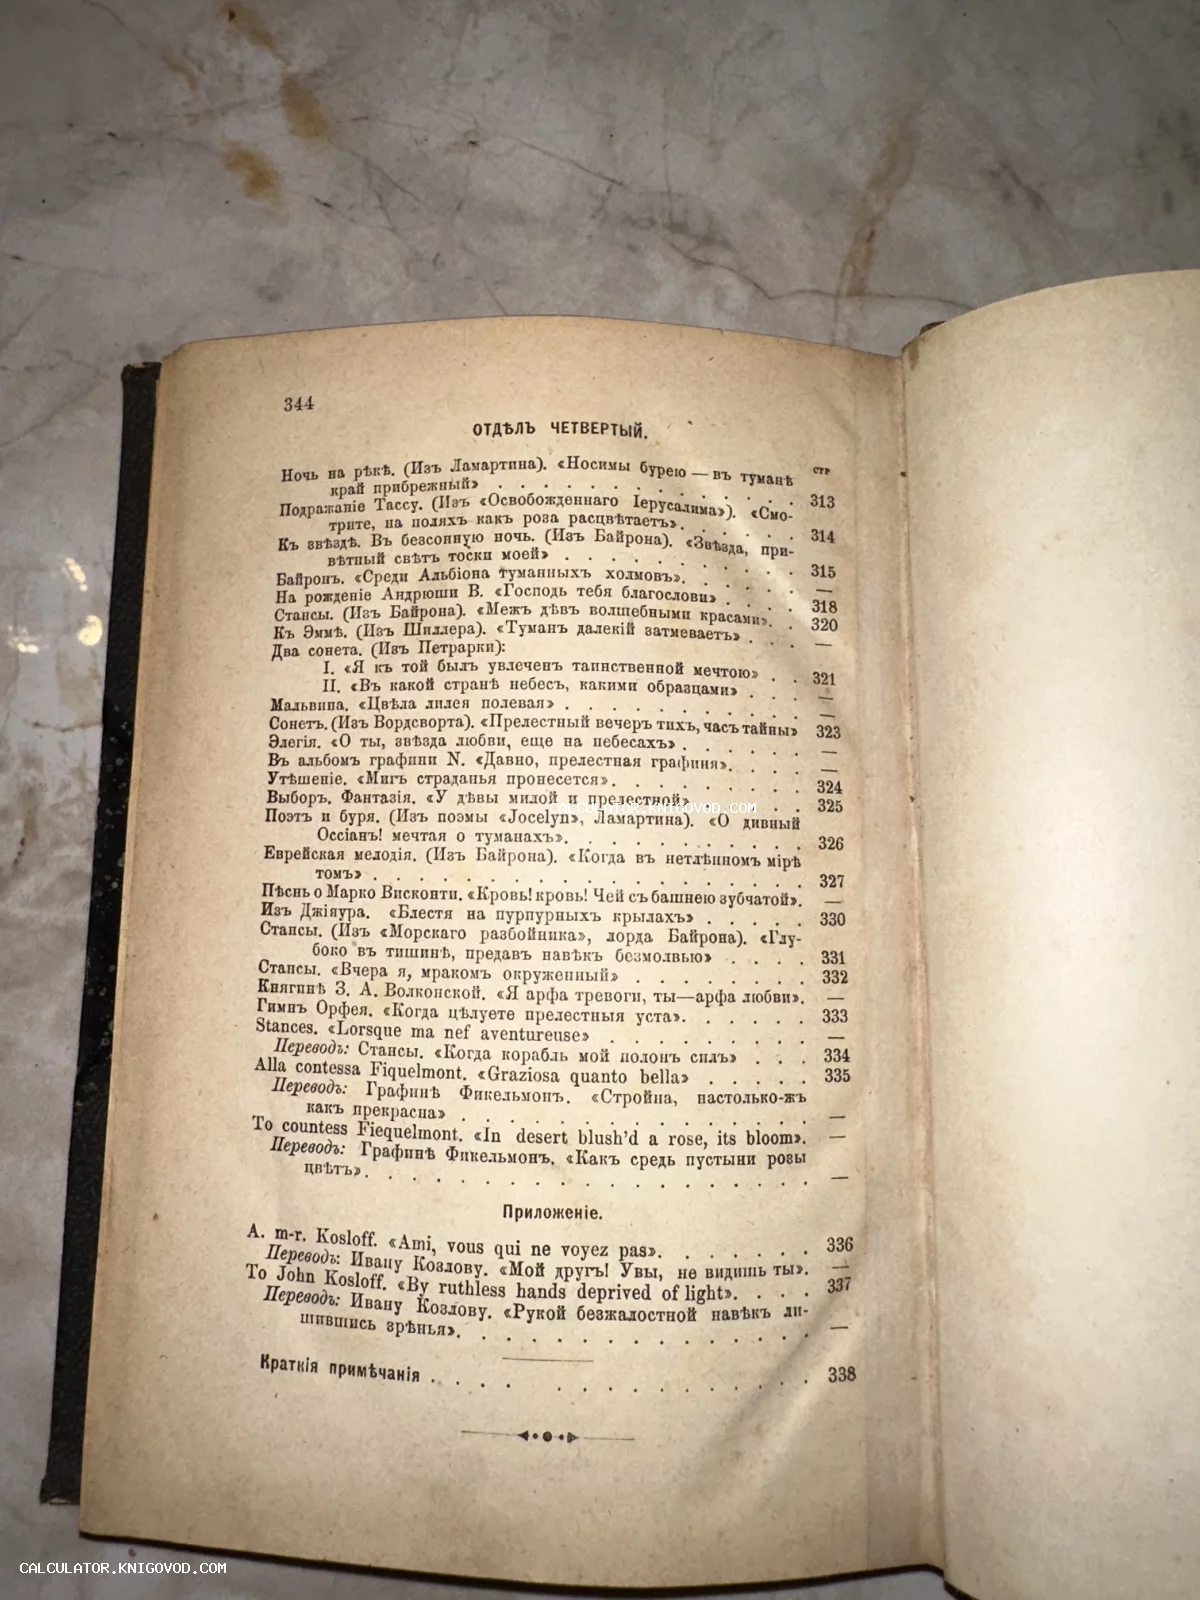 344
ОТДѢЛЪ ЧЕТВЕРТЫЙ.
стр
Ночь на рѣкѣ. (Изъ Ламартина). «Носимы бурею — въ туманѣ
край прибрежный» . . . . . . . . . . . . 313
Подражаніе Тассу. (Изъ «Освобожденнаго Іерусалима»). «Смо-
трите, на поляхъ какъ роза расцвѣтаетъ». . . . . 314
Къ звѣздѣ. Въ безсонную ночь. (Изъ Байрона). «Звѣзда, при-
вѣтный свѣтъ тоски моей» . . . . . . . . . 315
Байронъ. «Среди Альбіона туманныхъ холмовъ». . . . . —
На рожденіе Андрюши В. «Господь тебя благослови» . . . 318
Стансы. (Изъ Байрона). «Межъ дѣвъ волшебными красами». . 320
Къ Эммѣ. (Изъ Шиллера). «Туманъ далекій затмеваетъ» . . —
Два сонета. (Изъ Петрарки):
I. «Я къ той былъ увлеченъ таинственной мечтою» . . 321
II. «Въ какой странѣ небесъ, какими образцами» . . . —
Мальвина. «Цвѣла лилея полевая» . . . . . . . . . —
Сонетъ. (Изъ Вордсворта). «Прелестный вечеръ тихъ, часъ тайны» 323
Элегія. «О ты, звѣзда любви, еще на небесахъ» . . . . . —
Въ альбомъ графини N. «Давно, прелестная графиня». . . . —
Утѣшеніе. «Мигъ страданья пронесется». . . . . . . . 324
Выборъ. Фантазія. «У дѣвы милой и прелестной» . . . . 325
Поэтъ и буря. (Изъ поэмы «Jocelyn», Ламартина). «О дивный
Оссіанъ! мечтая о туманахъ». . . . . . . . . . 326
Еврейская мелодія. (Изъ Байрона). «Когда въ нетлѣнномъ мірѣ
томъ» . . . . . . . . . . . . . . . . 327
Пѣснь о Марко Висконти. «Кровь! кровь! Чей съ башнею зубчатой». —
Изъ Джіяура. «Блестя на пурпурныхъ крылахъ» . . . . . 330
Стансы. (Изъ «Морскаго разбойника», лорда Байрона). «Глу-
боко въ тишинѣ, предавъ навѣкъ безмолвью» . . . . 331
Стансы. «Вчера я, мракомъ окруженный» . . . . . . . . 332
Княгинѣ З. А. Волконской. «Я арфа тревоги, ты—арфа любви». —
Гимнъ Орфея. «Когда цѣлуете прелестныя уста». . . . . . 333
Stances. «Lorsque ma nef aventureuse» . . . . . . . . . —
Переводъ: Стансы. «Когда корабль мой полонъ силъ» . . . 334
Alla contessa Fiquelmont. «Graziosa quanto bella» . . . . . 335
Переводъ: Графинѣ Фикельмонъ. «Стройна, настолько-жъ
какъ прекрасна» . . . . . . . . . . . . . . —
To countess Fiequelmont. «In desert blush'd a rose, its bloom». —
Переводъ: Графинѣ Фикельмонъ. «Какъ средь пустыни розы
цвѣтъ». . . . . . . . . . . . . . . . . —
Приложеніе.
A. m-r. Kosloff. «Ami, vous qui ne voyez pas». . . . . . . 336
Переводъ: Ивану Козлову. «Мой другъ! Увы, не видишь ты». —
To John Kosloff. «By ruthless hands deprived of light». . . . 337
Переводъ: Ивану Козлову. «Рукой безжалостной навѣкъ ли-
шившись зрѣнья». . . . . . . . . . . . . . —
Краткія примѣчанія . . . . . . . . . . . . . 338
CALCULATOR.KNIGOVOD.COM
CALCULATOR.KNIGOVOD.COM
CALCULATOR.KNIGOVOD.COM